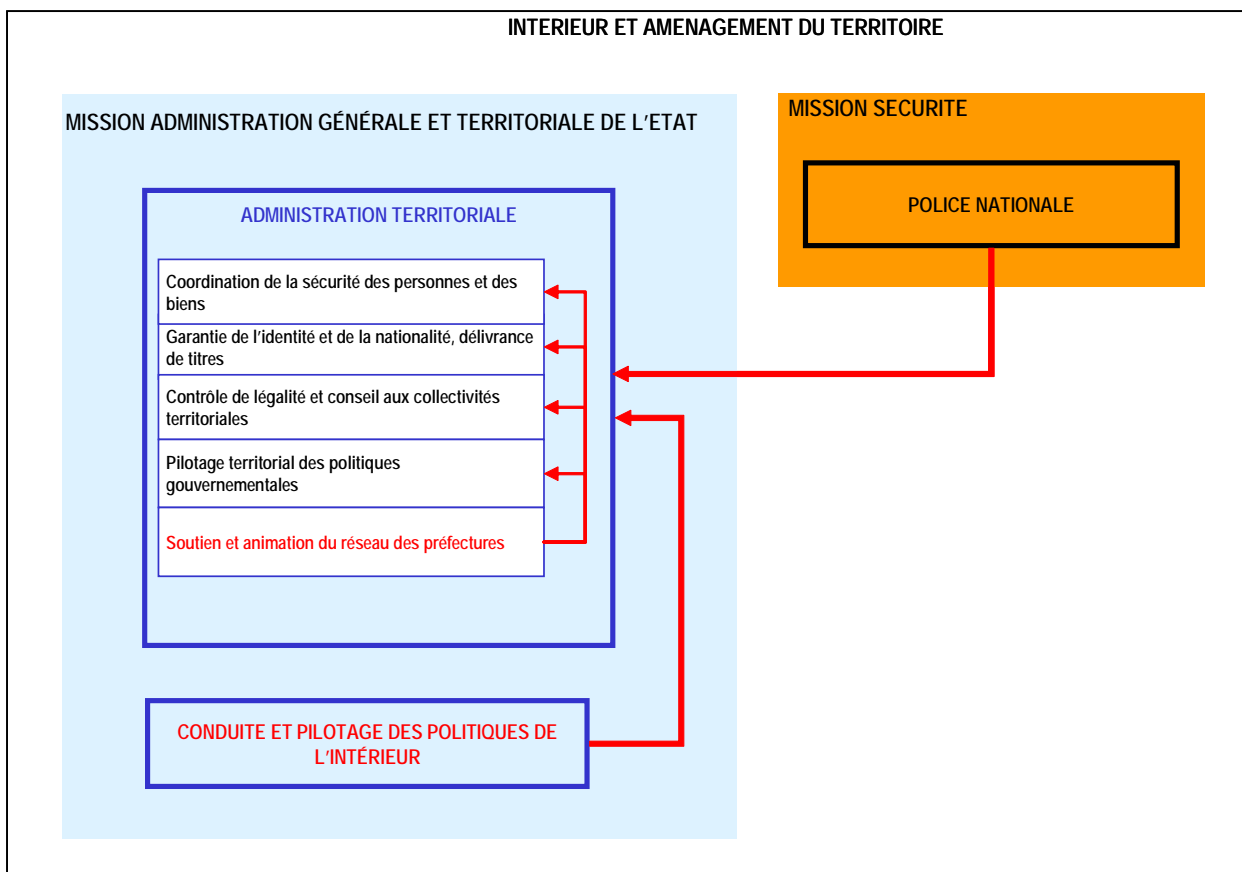 INTERIEUR ET AMENAGEMENT DU TERRITOIRE
MISSION ADMINISTRATION GÉNÉRALE ET TERRITORIALE DE L'ETAT
ADMINISTRATION TERRITORIALE
Coordination de la sécurité des personnes et des
biens
Garantie de l'identité et de la nationalité, délivrance
de titres
Contrôle de légalité et conseil aux collectivités
territoriales
Pilotage territorial des politiques
gouvernementales
Soutien et animation du réseau des préfectures
CONDUITE ET PILOTAGE DES POLITIQUES DE
L'INTÉRIEUR
MISSION SECURITE
POLICE NATIONALE